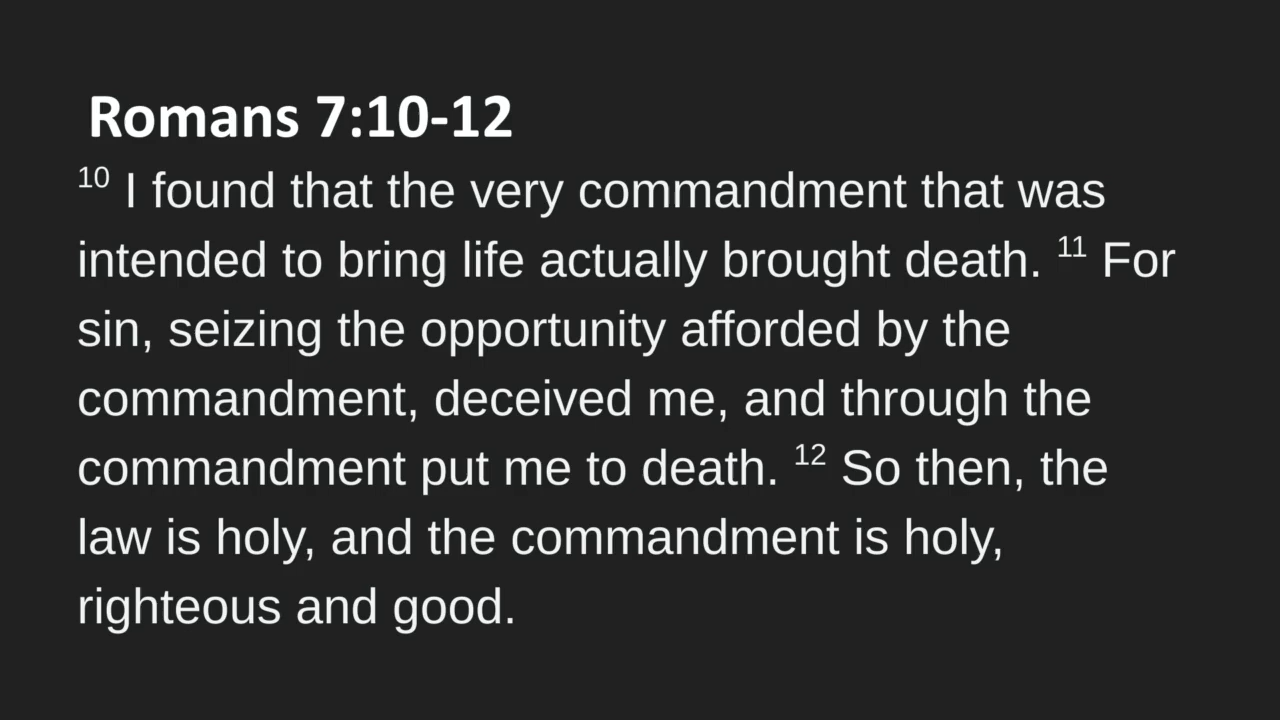 Romans 7:10-12
10 I found that the very commandment that was
intended to bring life actually brought death. 11 For
sin, seizing the opportunity afforded by the
commandment, deceived me, and through the
commandment put me to death. 12 So then, the
law is holy, and the commandment is holy,
righteous and good.